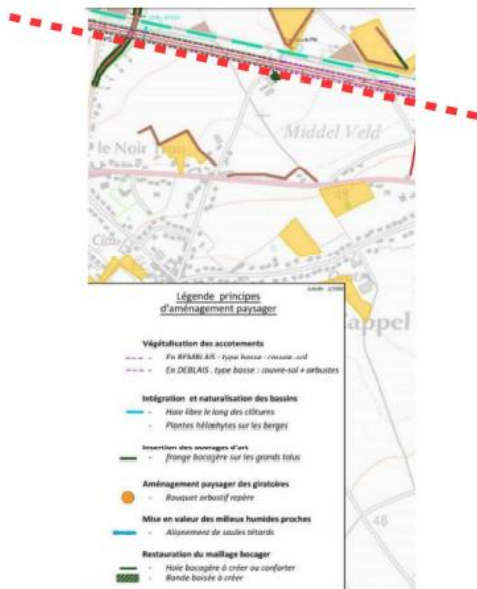 Middel Veld
le Noir
Cappel
48
Légende principes
d'aménagement paysager
Végétalisation des accotements
- En REMBLAIS : type basse : couvre-sol
- En DEBLAIS : type basse : couvre-sol + arbustes
Intégration et naturalisation des bassins
- Haie libre le long des clôtures
- Plantes hélophytes sur les berges
Insertion des ouvrages d'art
- frange bocagère sur les grands talus
Aménagement paysager des giratoires
- Bouquet arbustif repère
Mise en valeur des milieux humides proches
- Alignement de saules têtards
Restauration du maillage bocager
- Haie bocagère à créer ou conforter
- Bande boisée à créer